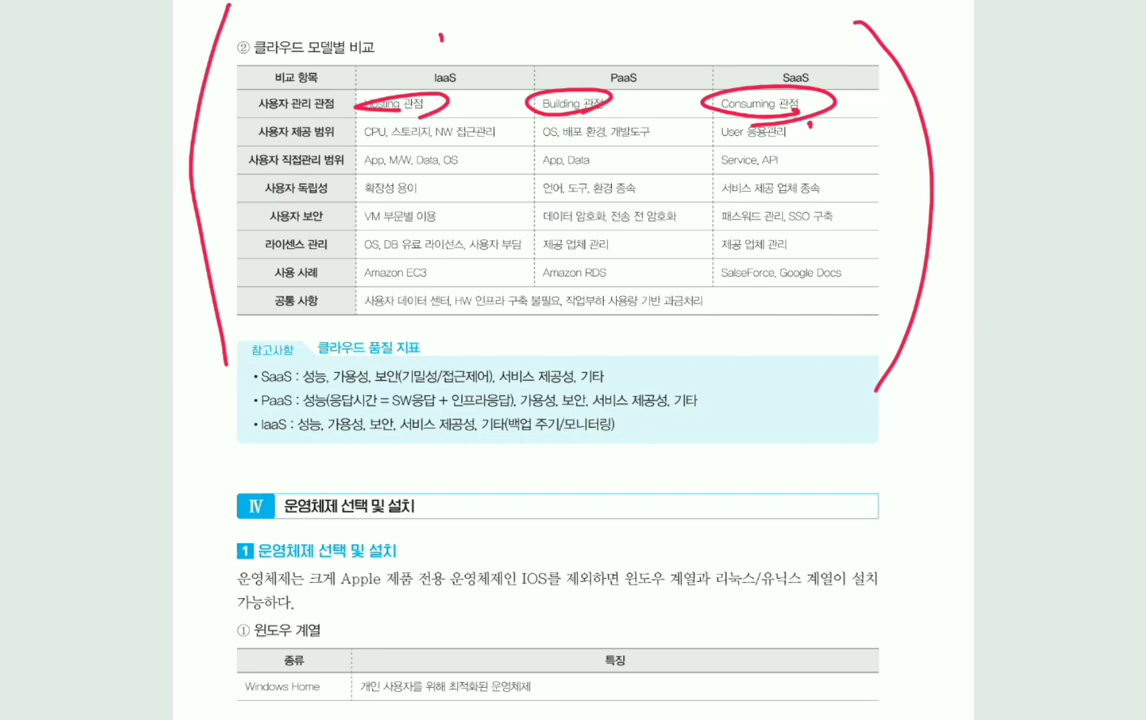 ② 클라우드 모델별 비교
비교 항목 IaaS PaaS SaaS
사용자 관리 관점 관점 Building 관점 Consuming 관점
사용자 제공 범위 CPU, 스토리지, NW 접근관리 OS, 배포 환경, 개발도구 User 응용관리
사용자 직접관리 범위 App, M/W, Data, OS App, Data Service, API
사용자 독립성 확장성 용이 언어, 도구, 환경 종속 서비스 제공 업체 종속
사용자 보안 VM 부문별 이용 데이터 암호화, 전송 전 암호화 패스워드 관리, SSO 구축
라이센스 관리 OS, DB 유료 라이선스, 사용자 부담 제공 업체 관리 제공 업체 관리
사용 사례 Amazon EC3 Amazon RDS SalseForce, Google Docs
공통 사항 사용자 데이터 센터, HW 인프라 구축 불필요, 작업부하 사용량 기반 과금처리
참고사항 클라우드 품질 지표
• SaaS : 성능, 가용성, 보안(기밀성/접근제어), 서비스 제공성, 기타
• PaaS : 성능(응답시간 = SW응답 + 인프라응답), 가용성, 보안, 서비스 제공성, 기타
• IaaS : 성능, 가용성, 보안, 서비스 제공성, 기타(백업 주기/모니터링)
Ⅳ 운영체제 선택 및 설치
1 운영체제 선택 및 설치
운영체제는 크게 Apple 제품 전용 운영체제인 IOS를 제외하면 윈도우 계열과 리눅스/유닉스 계열이 설치
가능하다.
① 윈도우 계열
종류 특징
Windows Home 개인 사용자를 위해 최적화된 운영체제